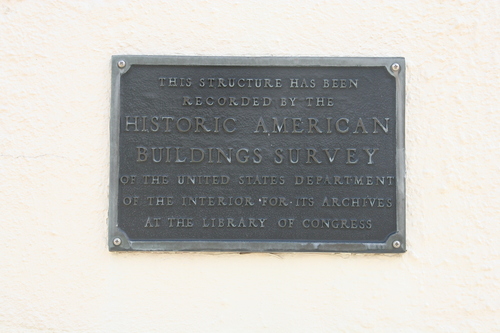 THIS STRUCTURE HAS BEEN
RECORDED BY THE
HISTORIC AMERICAN
BUILDINGS SURVEY
OF THE UNITED STATES DEPARTMENT
OF THE INTERIOR·FOR·ITS ARCHIVES
AT THE LIBRARY OF CONGRESS